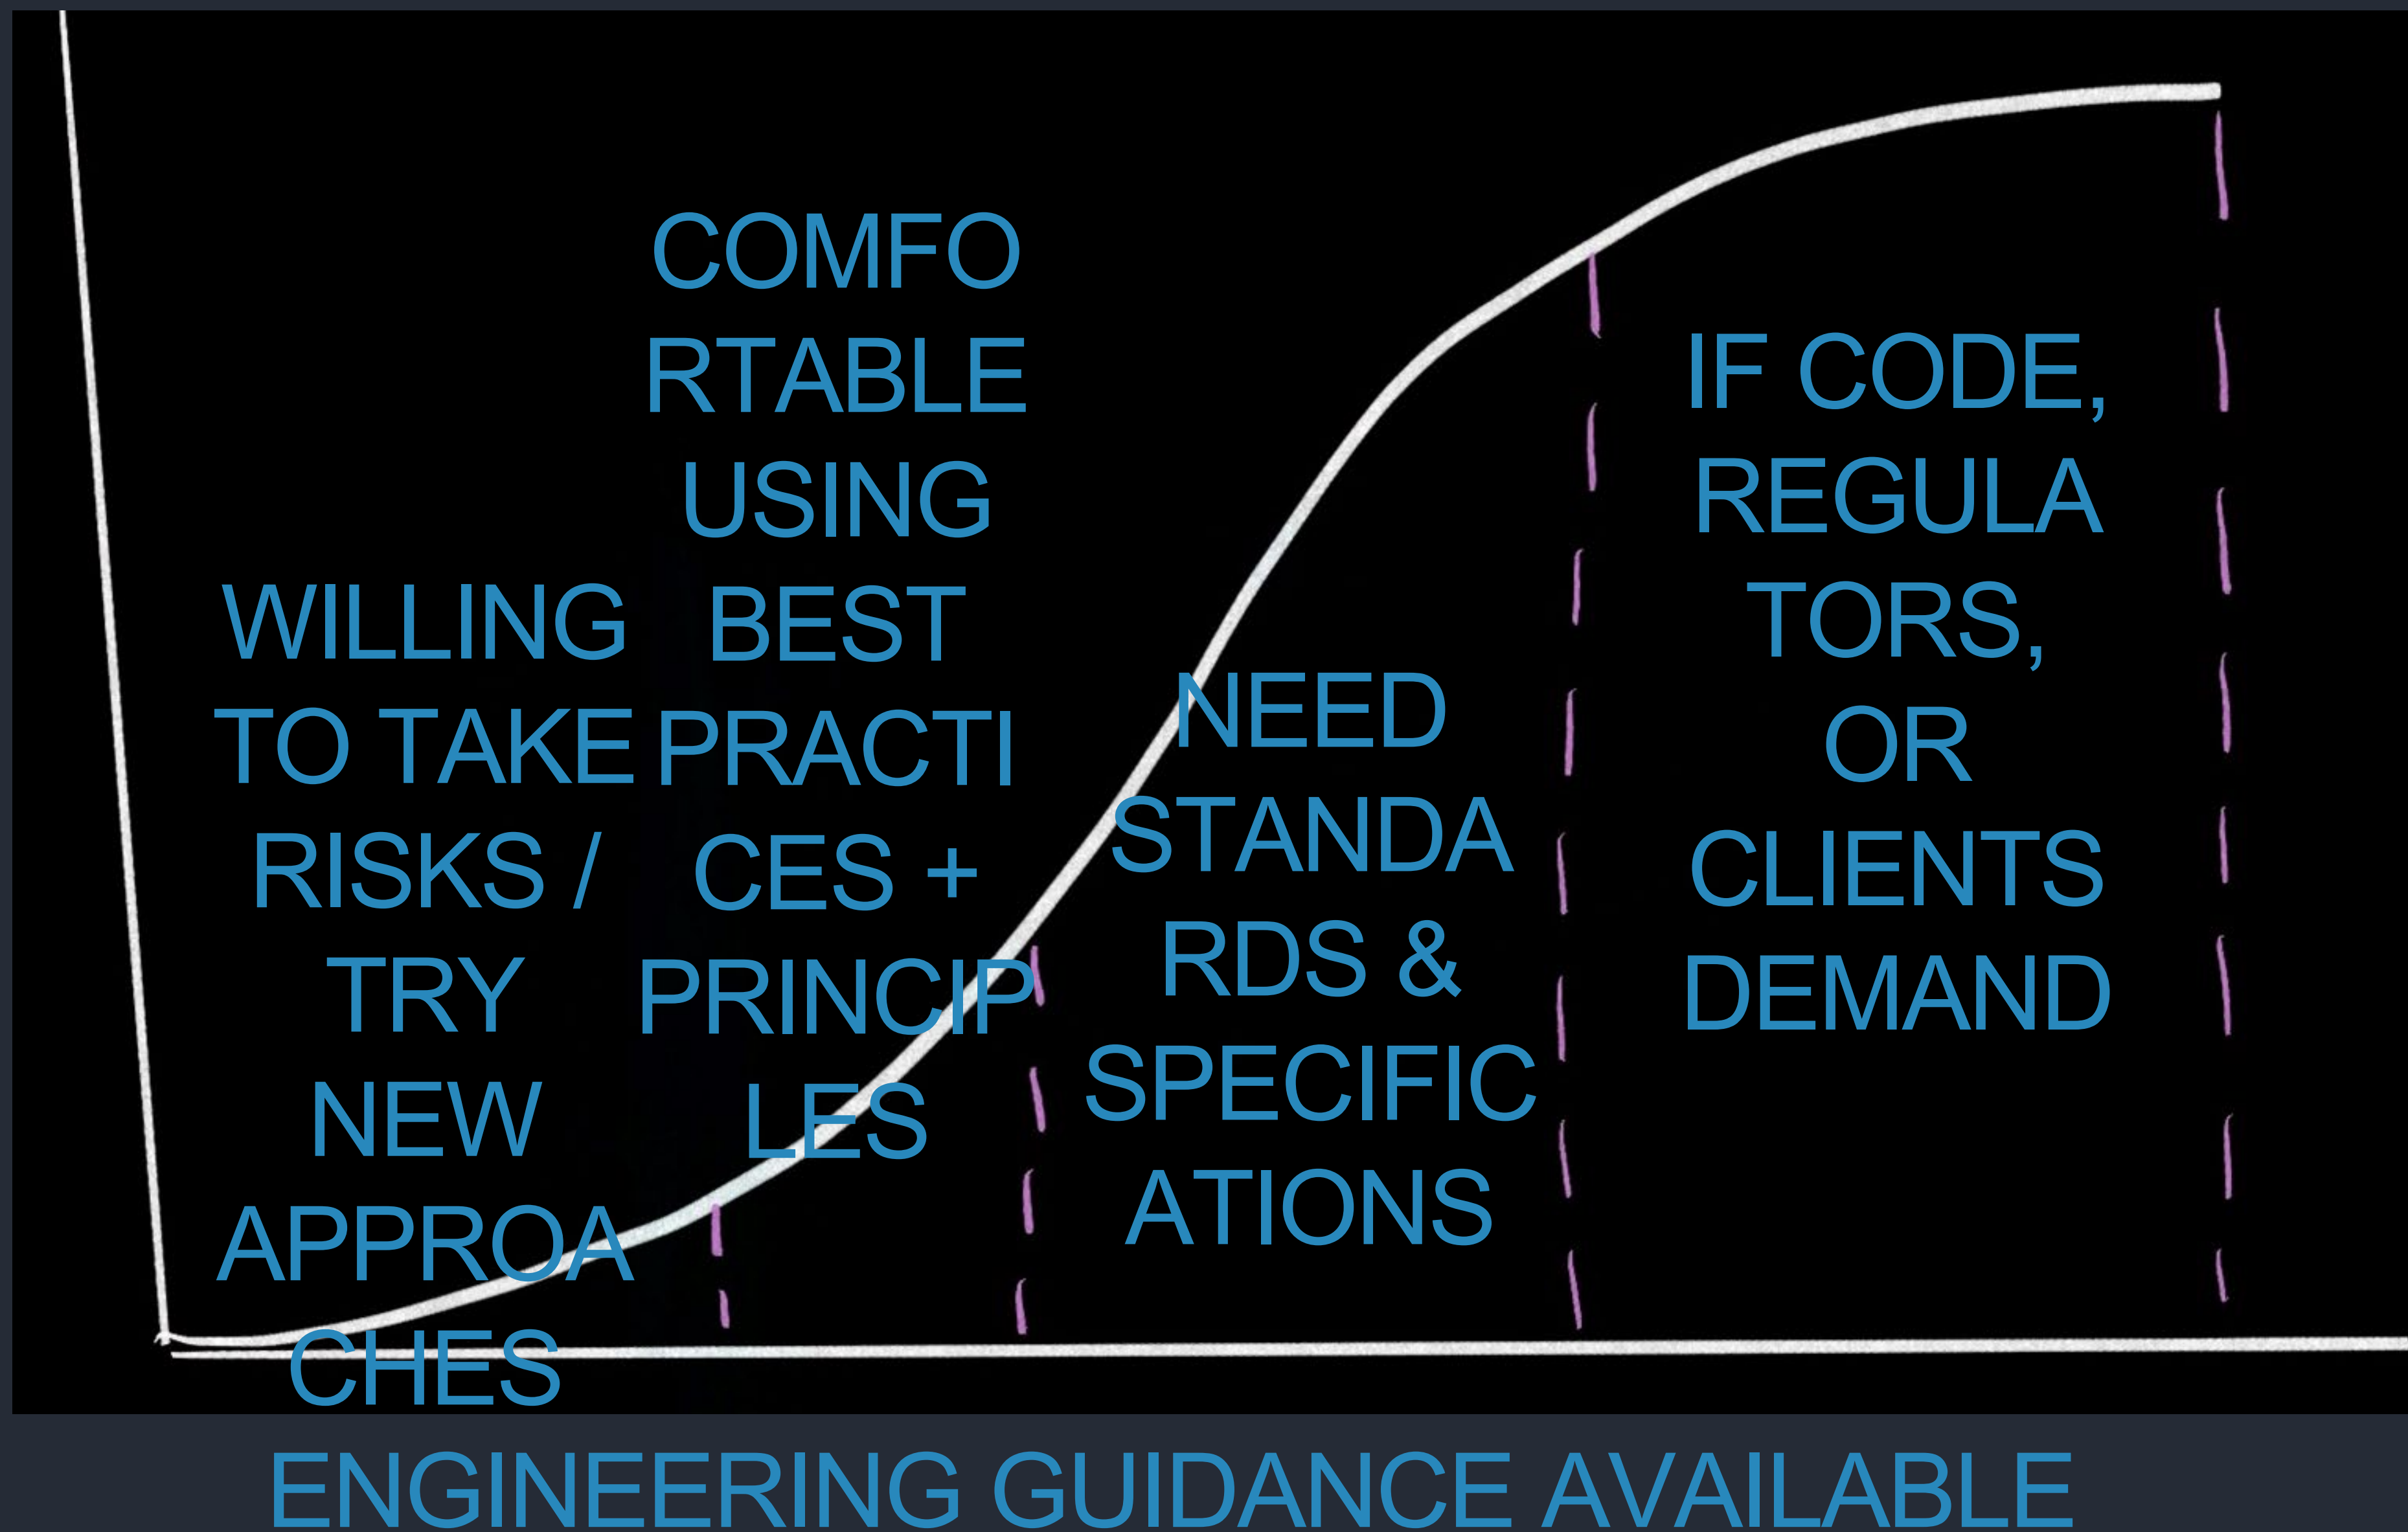 WILLING
TO TAKE
RISKS /
TRY
NEW
APPROA
CHES
COMFO
RTABLE
USING
BEST
PRACTI
CES +
PRINCIP
LES
NEED
STANDA
RDS &
SPECIFIC
ATIONS
IF CODE,
REGULA
TORS,
OR
CLIENTS
DEMAND
ENGINEERING GUIDANCE AVAILABLE